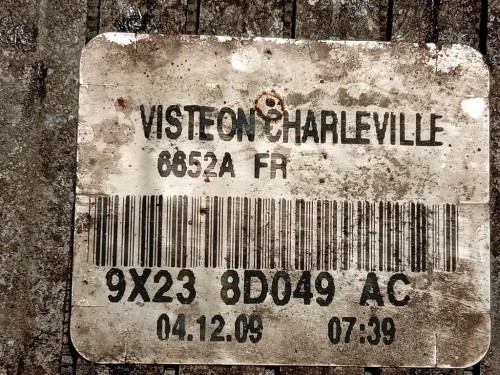 VISTEON CHARLEVILLE
6652A FR
9X23 8D049 AC
04.12.09 07:39